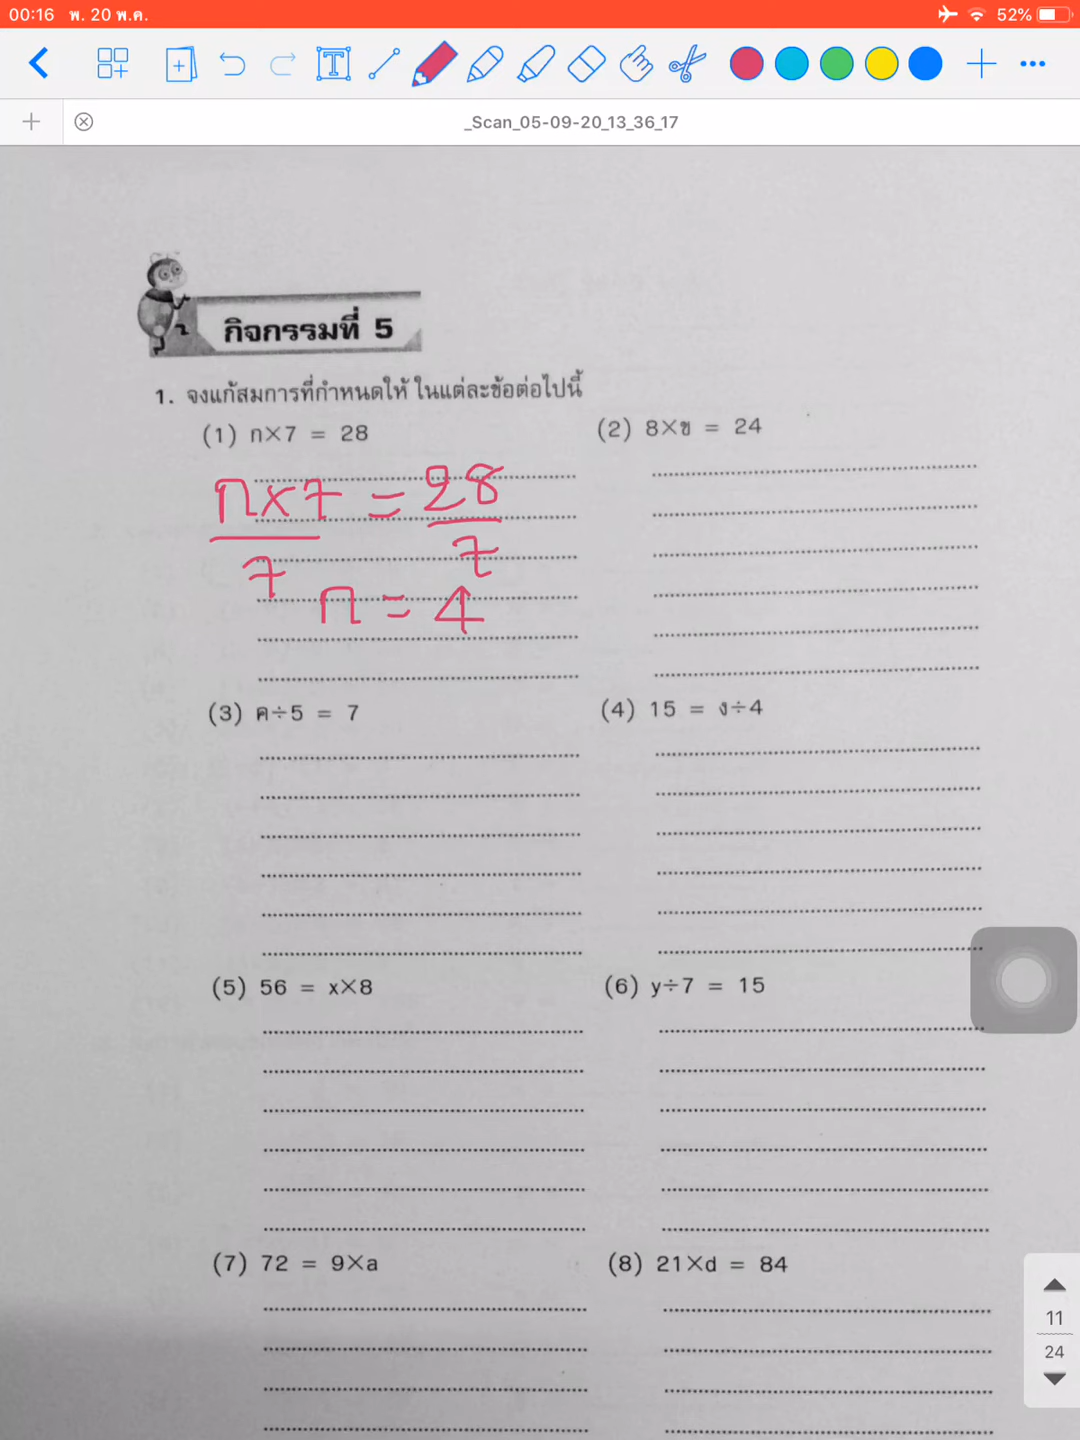 00:16 พ. 20 พ.ค. 52%
_Scan_05-09-20_13_36_17
กิจกรรมที่ 5
1. จงแก้สมการที่กำหนดให้ ในแต่ละข้อต่อไปนี้
(1) ก×7 = 28
(2) 8×ข = 24
ก×7 = 28
7 7
ก = 4
(3) ค÷5 = 7
(4) 15 = ง÷4
(5) 56 = x×8
(6) y÷7 = 15
(7) 72 = 9×a
(8) 21×d = 84
11
24